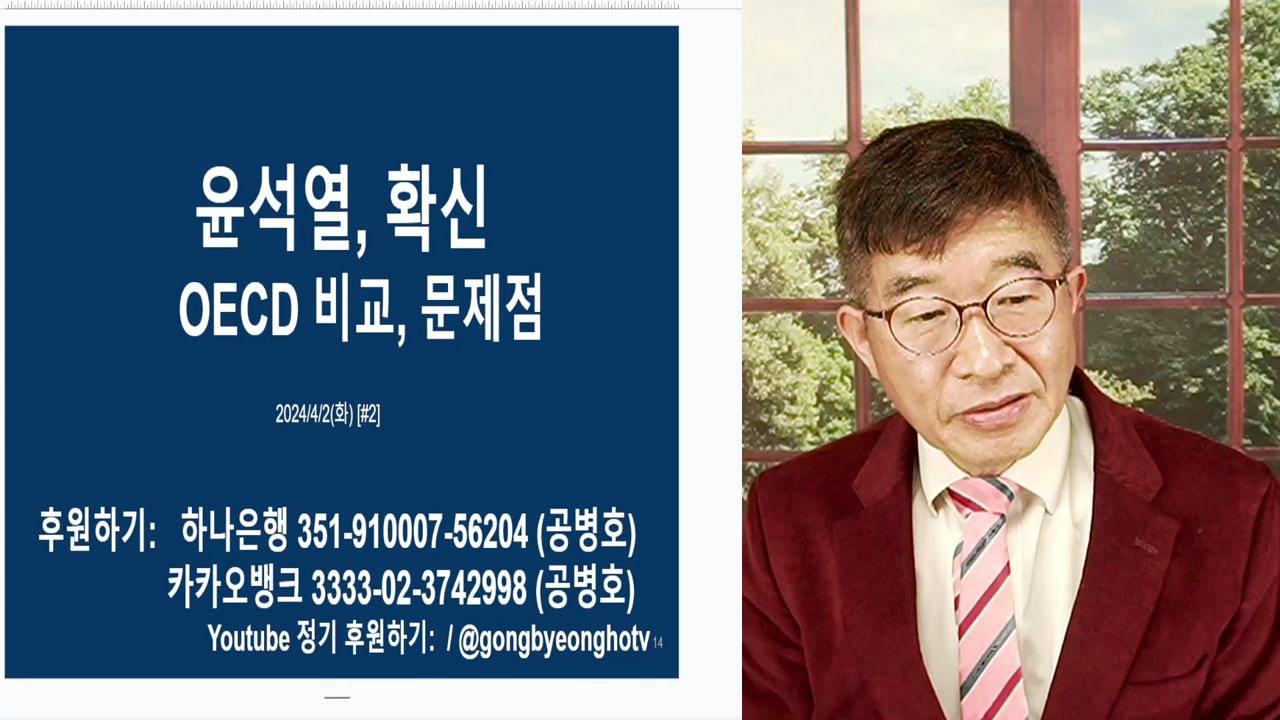 윤석열, 확신
OECD 비교, 문제점
2024/4/2(화) [#2]
후원하기: 하나은행 351-910007-56204 (공병호)
카카오뱅크 3333-02-3742998 (공병호)
Youtube 정기 후원하기: / @gongbyeonghotv
14